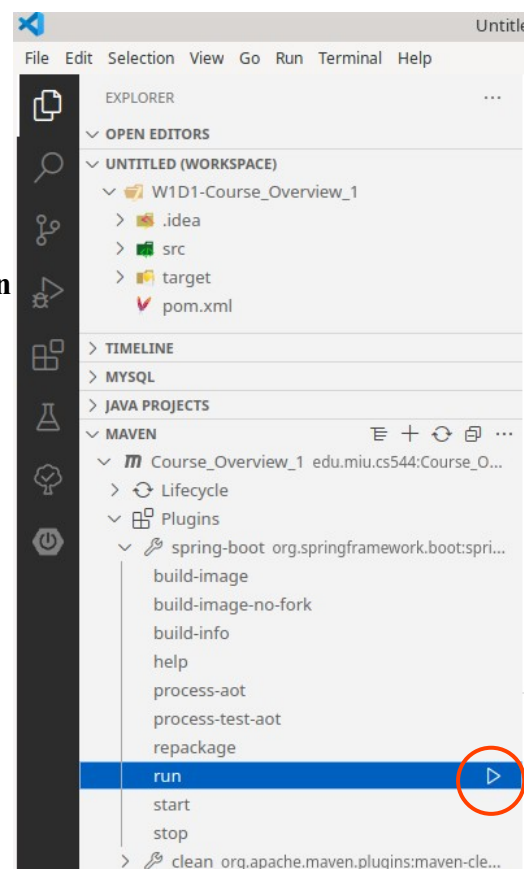 Untitle
File Edit Selection View Go Run Terminal Help
EXPLORER
OPEN EDITORS
UNTITLED (WORKSPACE)
W1D1-Course_Overview_1
.idea
src
target
n
pom.xml
TIMELINE
MYSQL
JAVA PROJECTS
MAVEN
m Course_Overview_1 edu.miu.cs544:Course_O...
Lifecycle
Plugins
spring-boot org.springframework.boot:spri...
build-image
build-image-no-fork
build-info
help
process-aot
process-test-aot
repackage
run
start
stop
clean org.apache.maven.plugins:maven-cle...